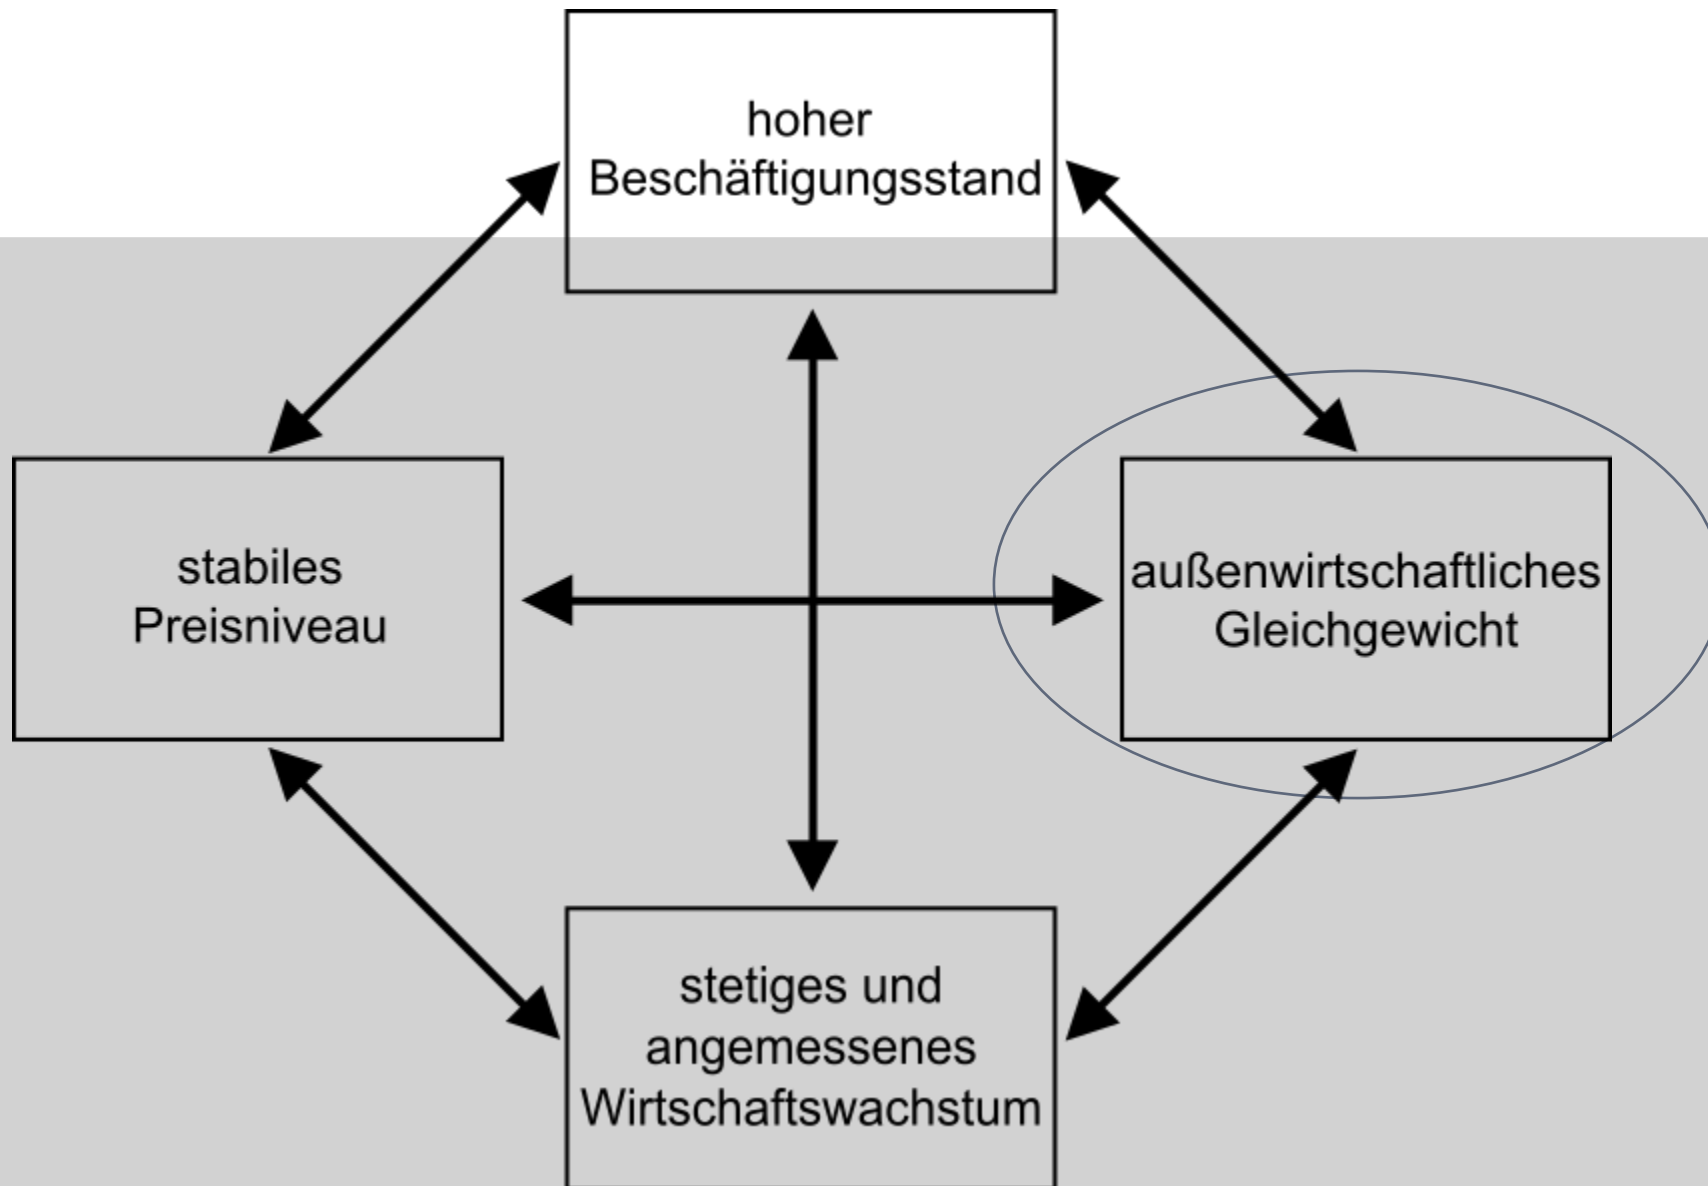 hoher
Beschäftigungsstand
stabiles
Preisniveau
außenwirtschaftliches
Gleichgewicht
stetiges und
angemessenes
Wirtschaftswachstum